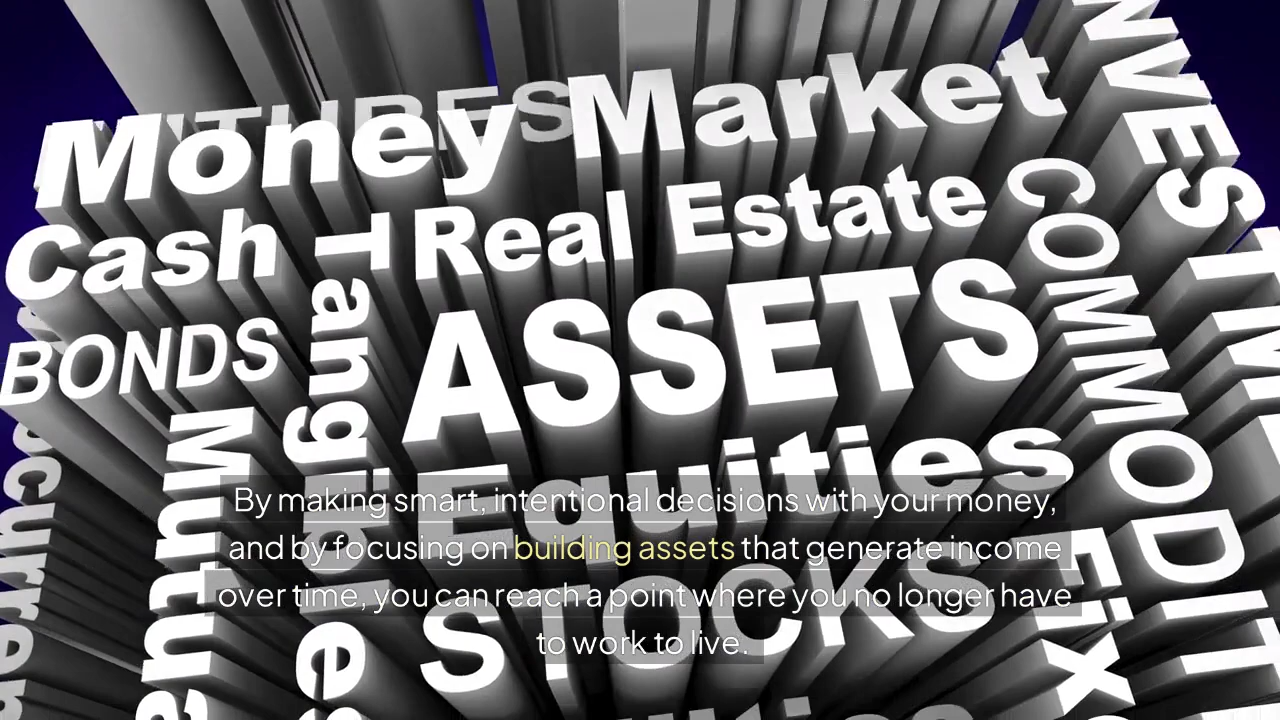 Money Market
Cash
Real Estate
BONDS
ASSETS
Equities
STOCKS
COMMODIT
By making smart, intentional decisions with your money,
and by focusing on building assets that generate income
over time, you can reach a point where you no longer have
to work to live.